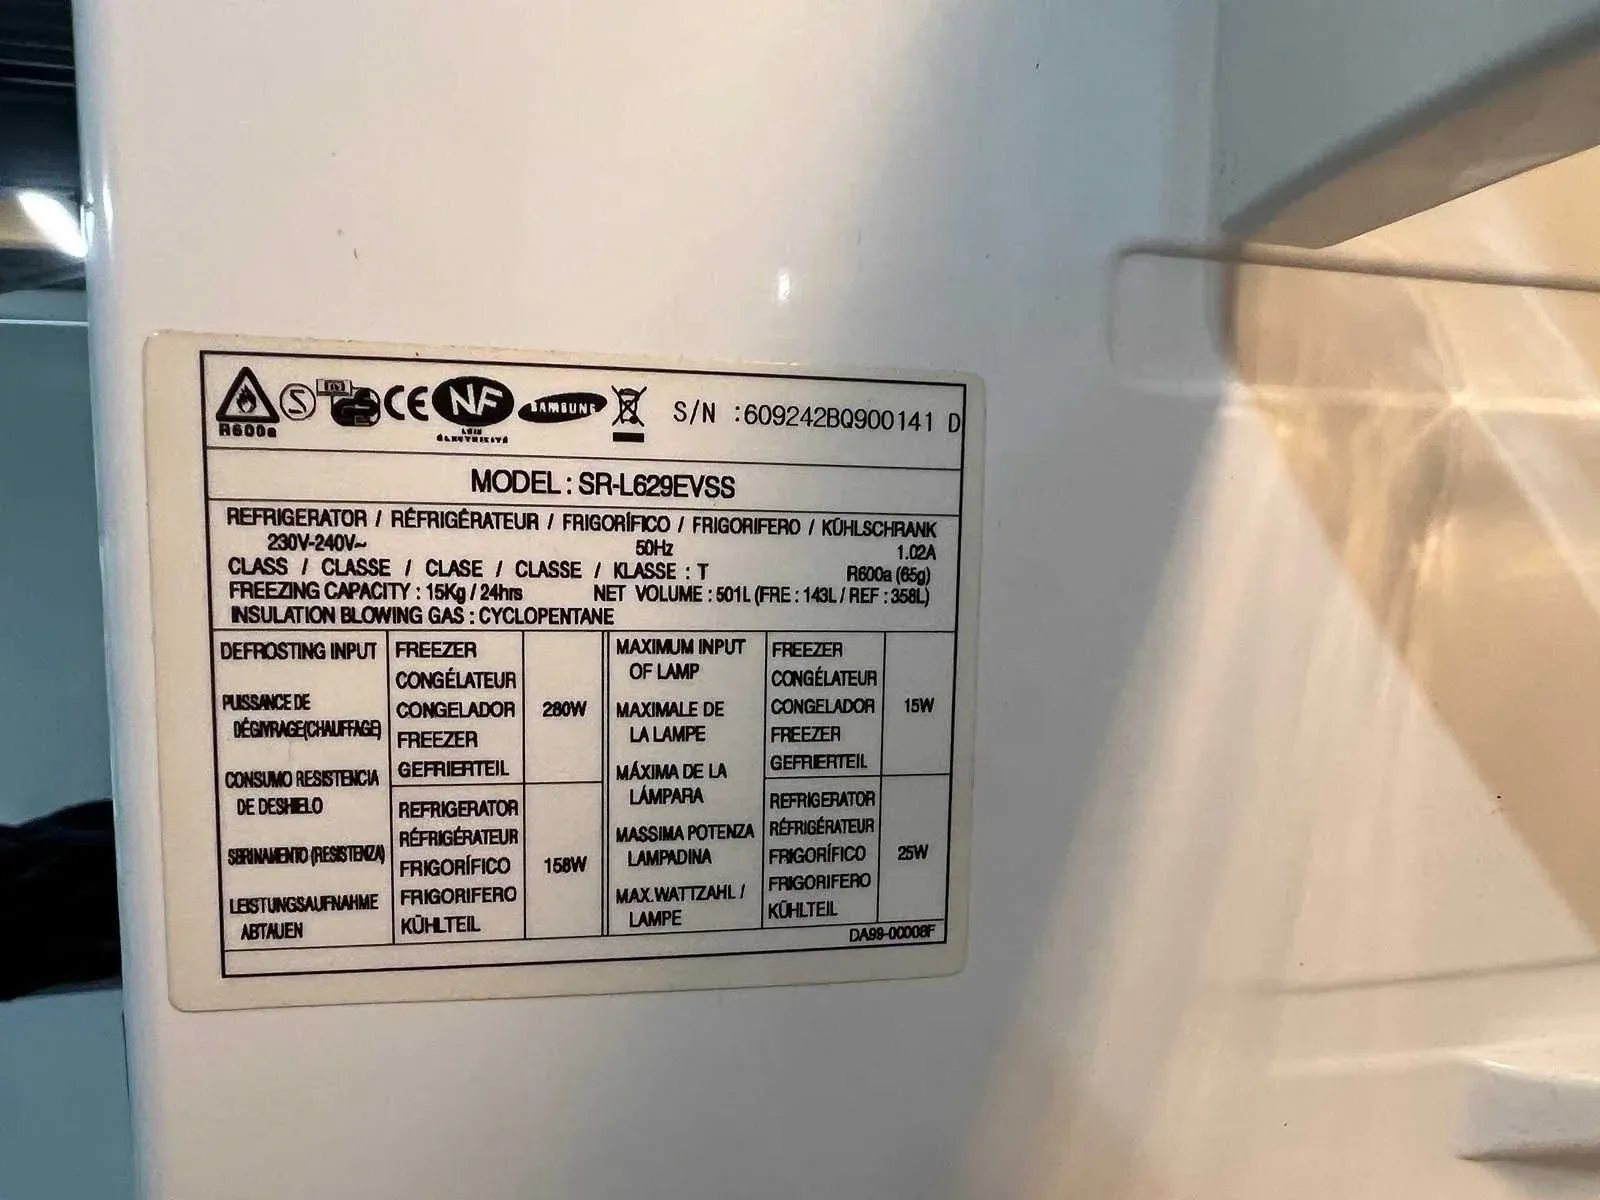 R600a
CE NF SAMSUNG S/N :609242BQ900141 D
ÉLECTRICITÉ
MODEL : SR-L629EVSS
REFRIGERATOR / RÉFRIGÉRATEUR / FRIGORÍFICO / FRIGORIFERO / KÜHLSCHRANK
230V-240V~ 50Hz 1.02A
CLASS / CLASSE / CLASE / CLASSE / KLASSE : T R600a (65g)
FREEZING CAPACITY : 15Kg / 24hrs NET VOLUME : 501L (FRE : 143L / REF : 358L)
INSULATION BLOWING GAS : CYCLOPENTANE
DEFROSTING INPUT
PUISSANCE DE
DÉGIVRAGE(CHAUFFAGE)
CONSUMO RESISTENCIA
DE DESHIELO
SBRINAMENTO (RESISTENZA)
LEISTUNGSAUFNAHME
ABTAUEN
FREEZER
CONGÉLATEUR
CONGELADOR
FREEZER
GEFRIERTEIL
280W
REFRIGERATOR
RÉFRIGÉRATEUR
FRIGORÍFICO
FRIGORIFERO
KÜHLTEIL
158W
MAXIMUM INPUT
OF LAMP
MAXIMALE DE
LA LAMPE
MÁXIMA DE LA
LÁMPARA
MASSIMA POTENZA
LAMPADINA
MAX.WATTZAHL /
LAMPE
FREEZER
CONGÉLATEUR
CONGELADOR
FREEZER
GEFRIERTEIL
15W
REFRIGERATOR
RÉFRIGÉRATEUR
FRIGORÍFICO
FRIGORIFERO
KÜHLTEIL
25W
DA99-00008F